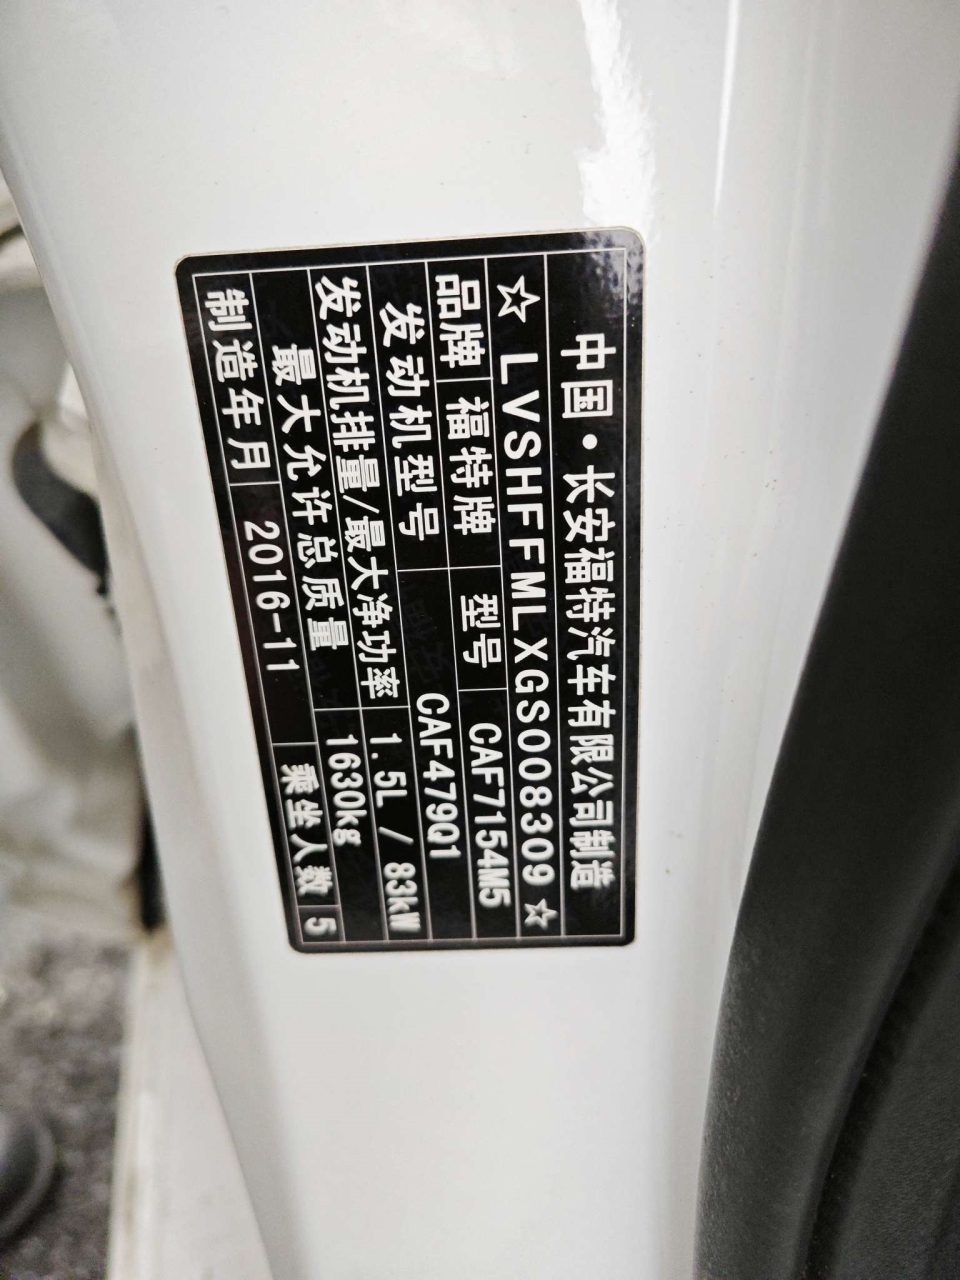 中国·长安福特汽车有限公司制造
☆LVSHFFMLXGS008309☆
品牌 福特牌 型号 CAF7154M5
发动机型号 CAF479Q1
发动机排量/最大净功率 1.5L / 83kW
最大允许总质量 1630kg
制造年月 2016-11 乘坐人数 5